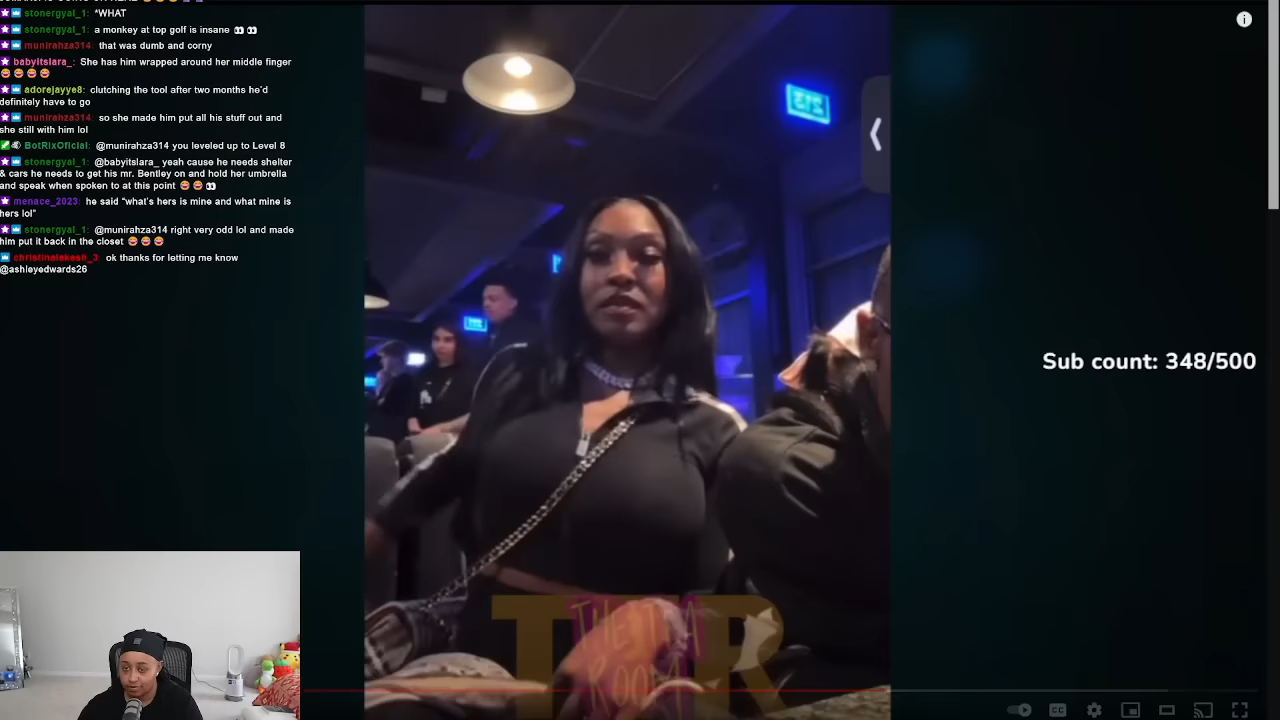 stonergyal_1: *WHAT
stonergyal_1: a monkey at top golf is insane 👀 👀
munirahza314: that was dumb and corny
babyitslara_: She has him wrapped around her middle finger
😂 😂 😂 😂
adorejayye8: clutching the tool after two months he'd
definitely have to go
munirahza314: so she made him put all his stuff out and
she still with him lol
BotRixOficial: @munirahza314 you leveled up to Level 8
stonergyal_1: @babyitslara_ yeah cause he needs shelter
& cars he needs to get his mr. Bentley on and hold her umbrella
and speak when spoken to at this point 😂 😂 👀
menace_2023: he said “what's hers is mine and what mine is
hers lol”
stonergyal_1: @munirahza314 right very odd lol and made
him put it back in the closet 😂 😂 😂
christinelakesh_3 ok thanks for letting me know
@ashleyedwards26
Sub count: 348/500
THE TEA
ROOM
CC